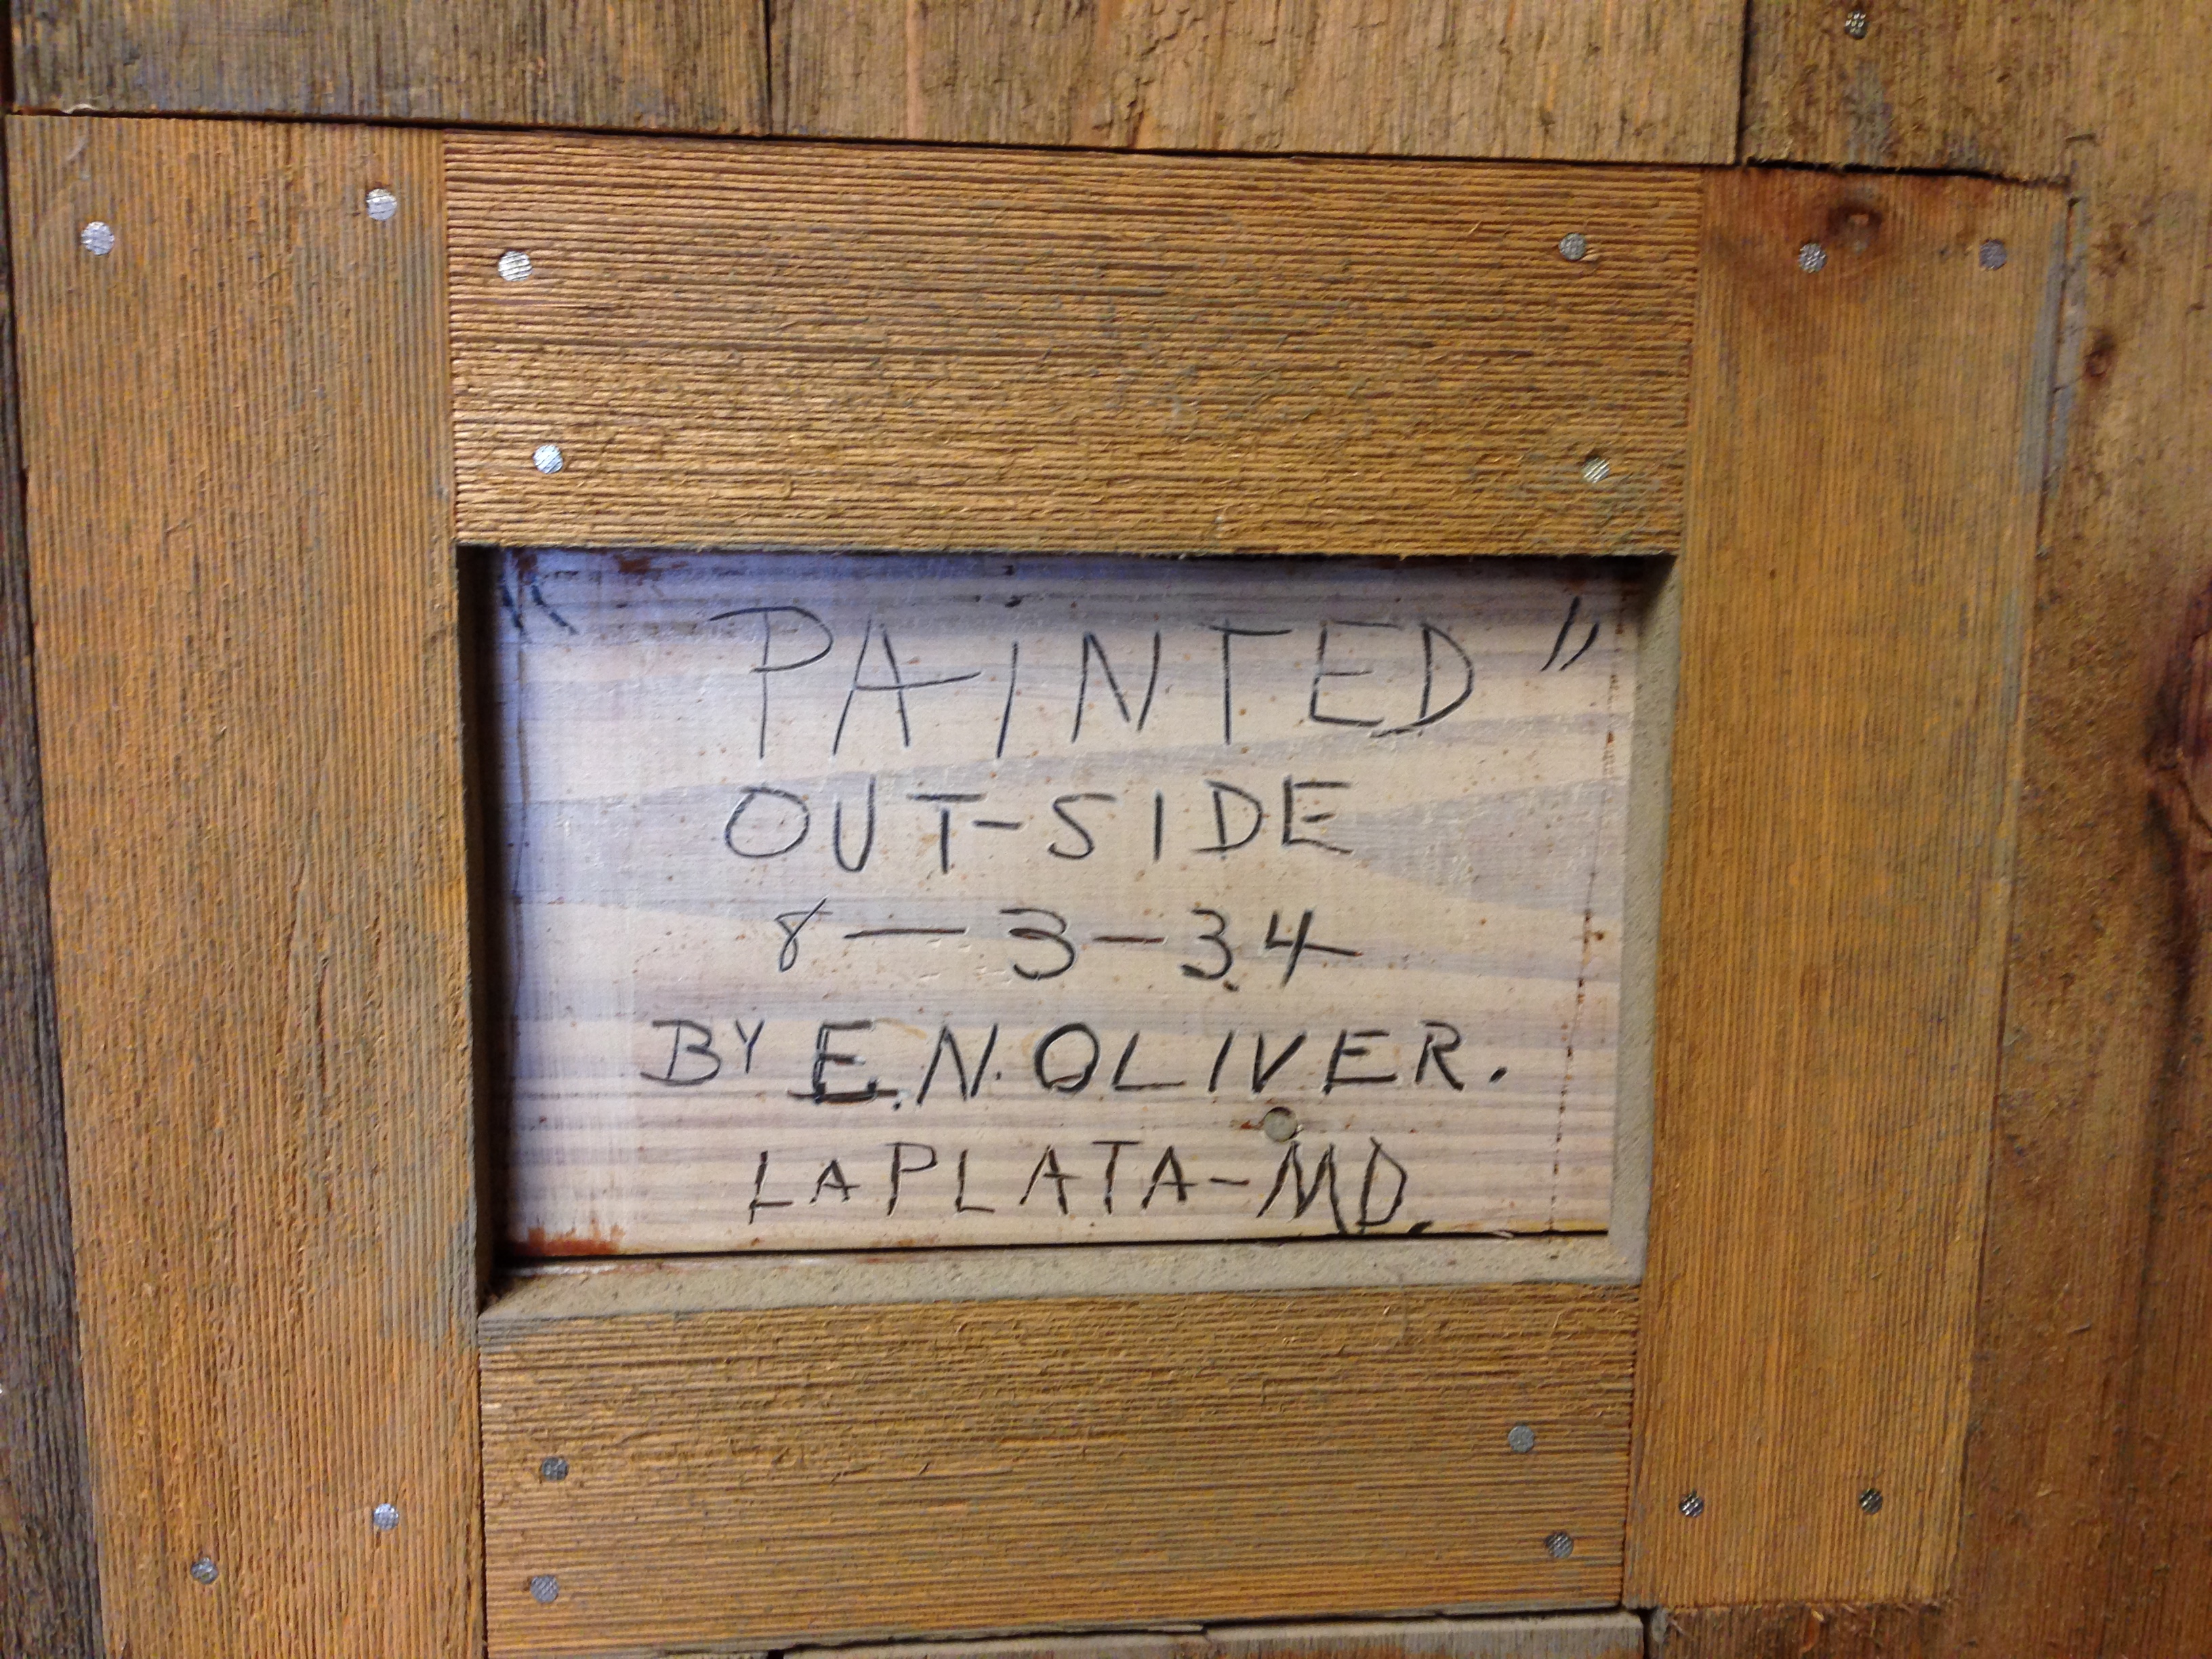 "PAINTED"
OUT-SIDE
8-3-34
BY E.N.OLIVER.
LAPLATA-MD.